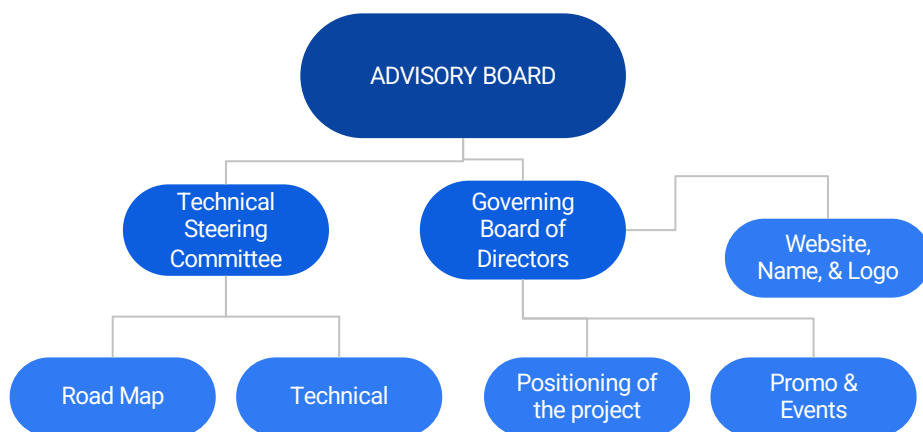 ADVISORY BOARD
Technical
Steering
Committee
Governing
Board of
Directors
Website,
Name, & Logo
Road Map
Technical
Positioning of
the project
Promo &
Events